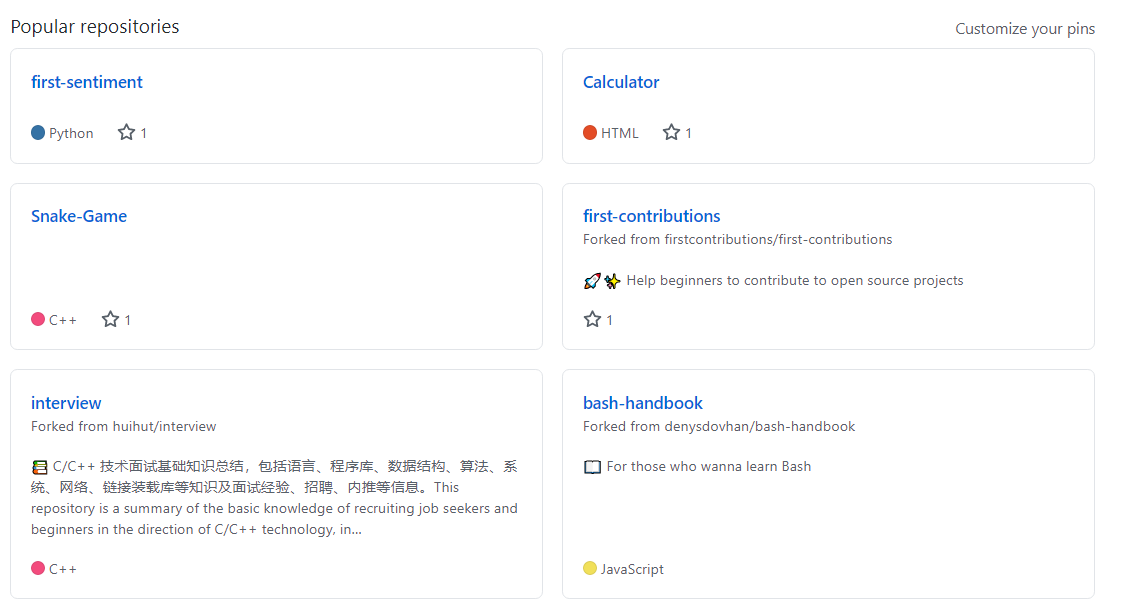 Popular repositories
Customize your pins
first-sentiment
Python 1
Calculator
HTML 1
Snake-Game
C++ 1
first-contributions
Forked from firstcontributions/first-contributions
🚀✨ Help beginners to contribute to open source projects
1
interview
Forked from huihut/interview
📚 C/C++ 技术面试基础知识总结，包括语言、程序库、数据结构、算法、系
统、网络、链接装载库等知识及面试经验、招聘、内推等信息。This
repository is a summary of the basic knowledge of recruiting job seekers and
beginners in the direction of C/C++ technology, in...
C++
bash-handbook
Forked from denysdovhan/bash-handbook
📖 For those who wanna learn Bash
JavaScript